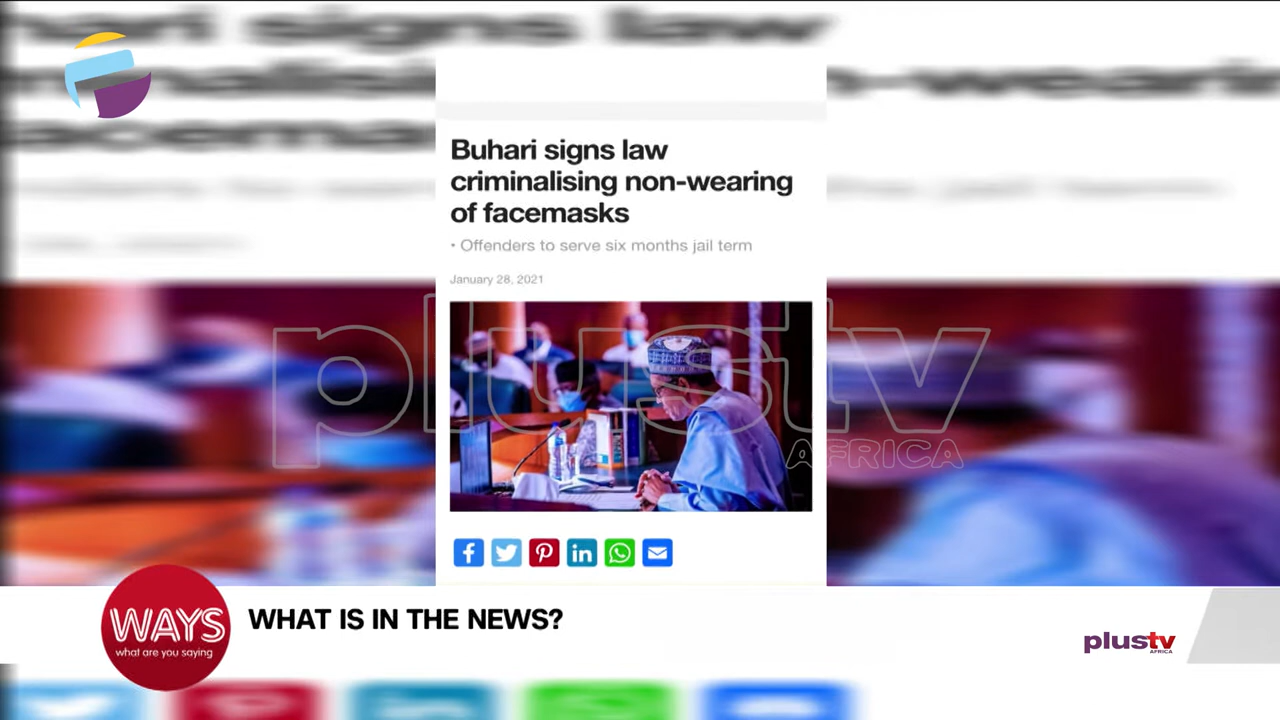 Buhari signs law
criminalising non-wearing
of facemasks
• Offenders to serve six months jail term
January 28, 2021
plustv
AFRICA
WAYS
what are you saying
WHAT IS IN THE NEWS?
plustv
AFRICA